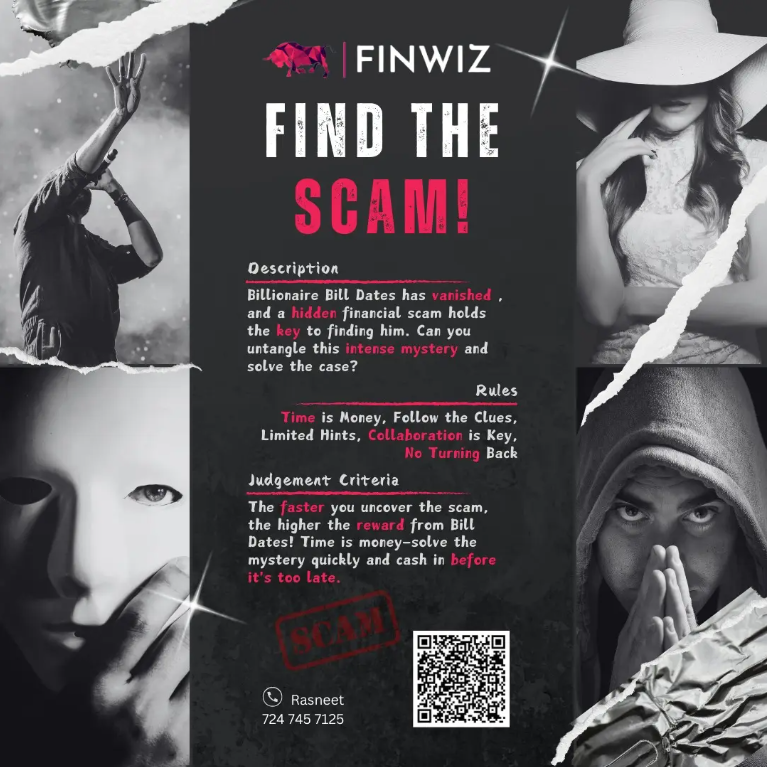 FINWIZ
FIND THE
SCAM!
Description
Billionaire Bill Dates has vanished ,
and a hidden financial scam holds
the key to finding him. Can you
untangle this intense mystery and
solve the case?
Rules
Time is Money, Follow the Clues,
Limited Hints, Collaboration is Key,
No Turning Back
Judgement Criteria
The faster you uncover the scam,
the higher the reward from Bill
Dates! Time is money—solve the
mystery quickly and cash in before
it's too late.
SCAM
Rasneet
724 745 7125